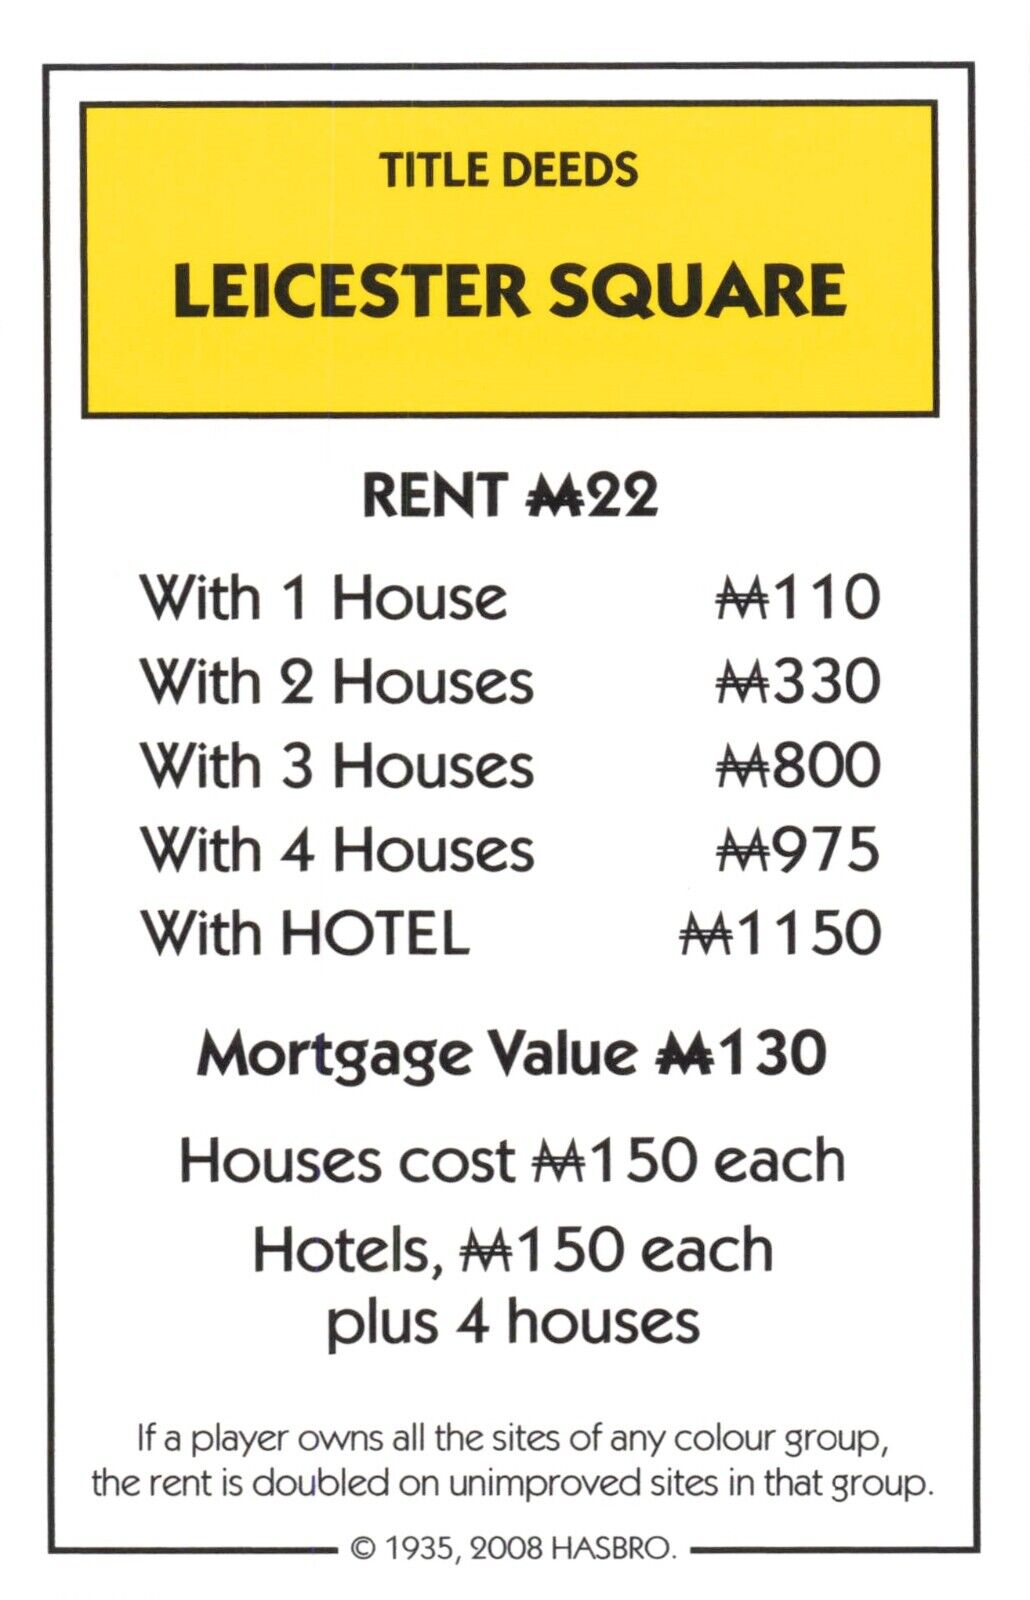 TITLE DEEDS
LEICESTER SQUARE
RENT ₩22
With 1 House ₩110
With 2 Houses ₩330
With 3 Houses ₩800
With 4 Houses ₩975
With HOTEL ₩1150
Mortgage Value ₩130
Houses cost ₩150 each
Hotels, ₩150 each
plus 4 houses
If a player owns all the sites of any colour group,
the rent is doubled on unimproved sites in that group.
© 1935, 2008 HASBRO.